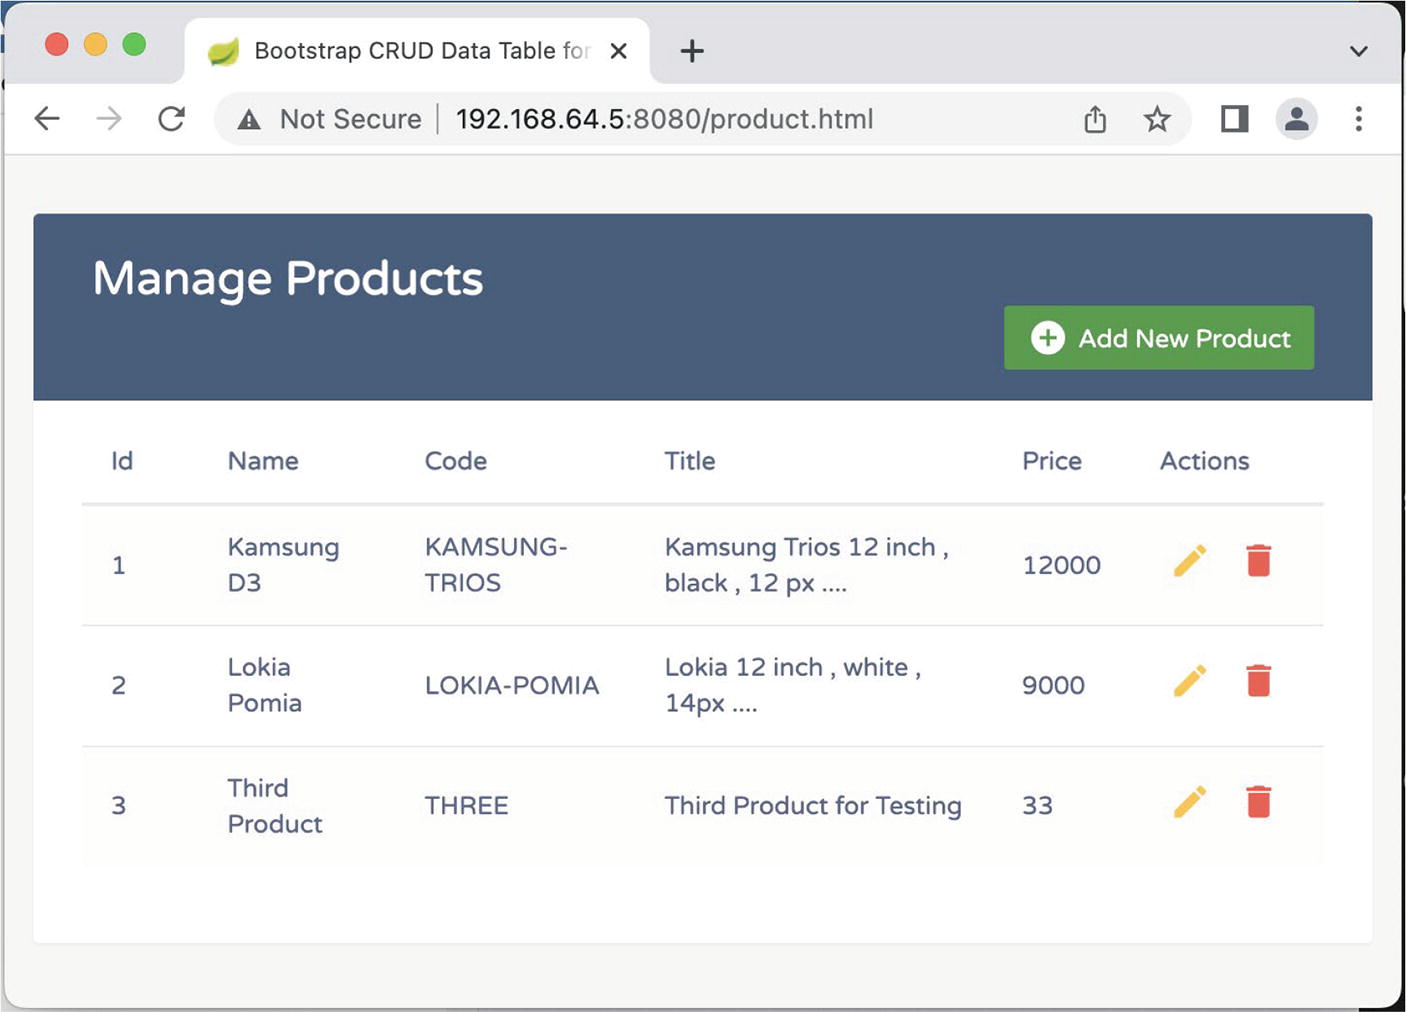 Bootstrap CRUD Data Table for
Not Secure 192.168.64.5:8080/product.html
Manage Products
Add New Product
Id Name Code Title Price Actions
1 Kamsung D3 KAMSUNG-TRIOS Kamsung Trios 12 inch , black , 12 px .... 12000
2 Lokia Pomia LOKIA-POMIA Lokia 12 inch , white , 14px .... 9000
3 Third Product THREE Third Product for Testing 33